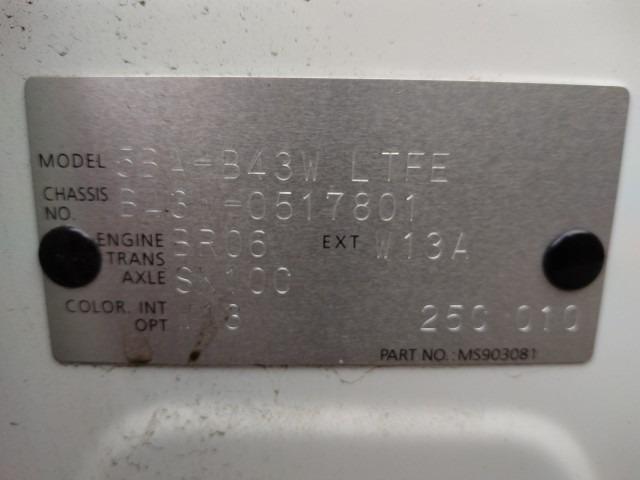 MODEL 5BA-B43W LTFE
CHASSIS NO. B43W-0517801
ENGINE BR06 EXT W13A
TRANS AXLE
COLOR. INT
OPT 250 010
PART NO.: MS903081